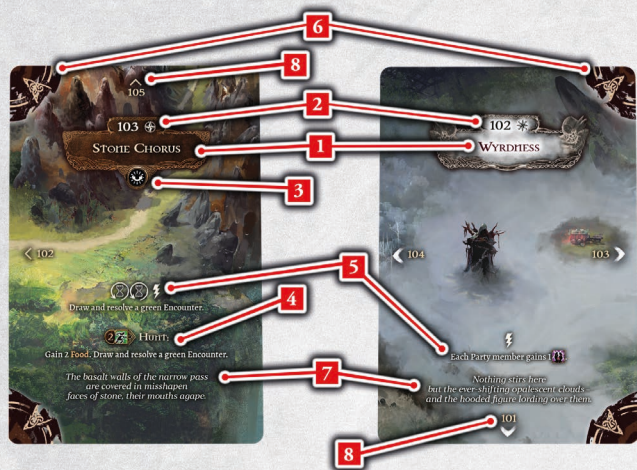 6
8
105
2
103
102
STONE CHORUS
1
WYRDNESS
3
< 102
< 104
103 >
5
Draw and resolve a green Encounter.
4
2 HUNT:
Each Party member gains 1
Gain 2 Food. Draw and resolve a green Encounter.
The basalt walls of the narrow pass
are covered in misshapen
faces of stone, their mouths agape.
7
Nothing stirs here
but the ever-shifting opalescent clouds
and the hooded figure lording over them.
101
8